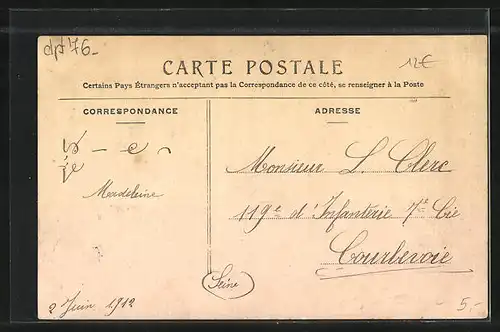 dpt 76-
12€
CARTE POSTALE
Certains Pays Étrangers n'acceptant pas la Correspondance de ce côté, se renseigner à la Poste
CORRESPONDANCE
ADRESSE
Madeleine
Monsieur L. Clerc
119e d'Infanterie 7e Cie
Courbevoie
(Seine)
2 Juin 1912
5.-